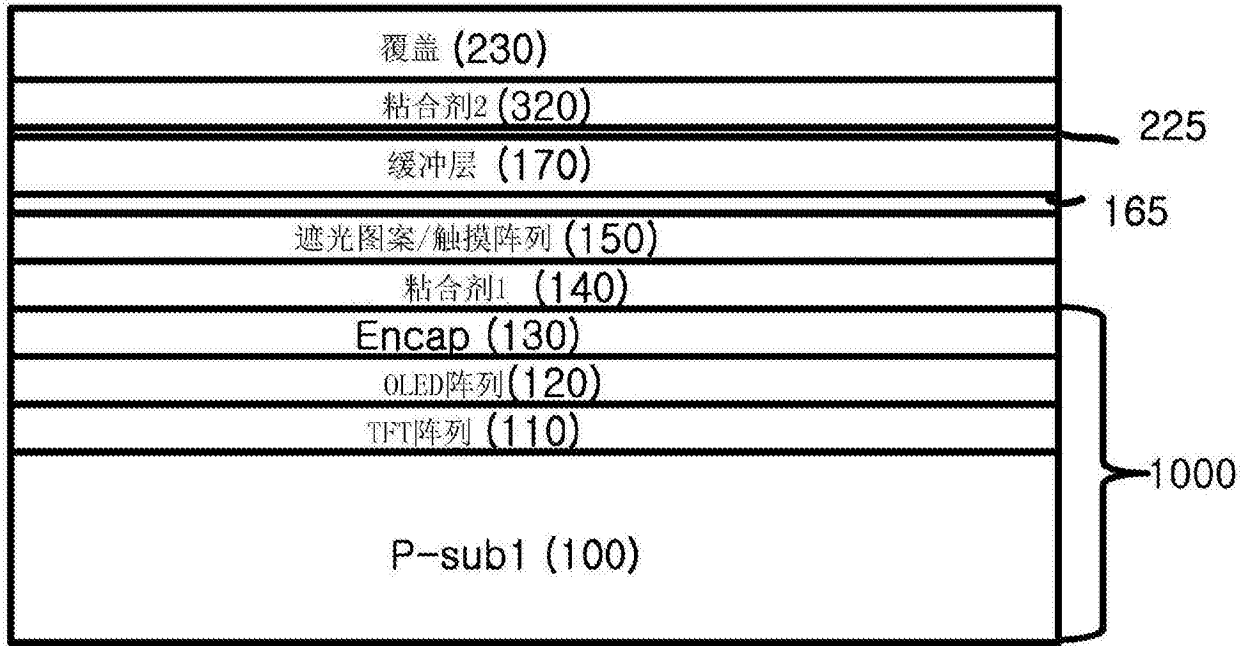 覆盖 (230)
粘合剂2 (320)
225
缓冲层 (170)
165
遮光图案/触摸阵列 (150)
粘合剂1 (140)
Encap (130)
OLED阵列 (120)
TFT阵列 (110)
1000
P-sub1 (100)